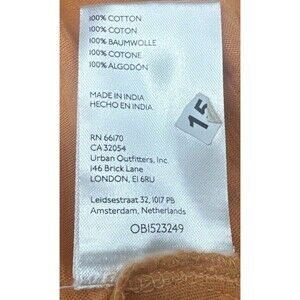 100% COTTON
100% COTON
100% BAUMWOLLE
100% COTONE
100% ALGODÓN
MADE IN INDIA
HECHO EN INDIA
15
RN 66170
CA 32054
Urban Outfitters, Inc.
146 Brick Lane
LONDON, E1 6RU
Leidsestraat 32, 1017 PB
Amsterdam, Netherlands
OB1523249